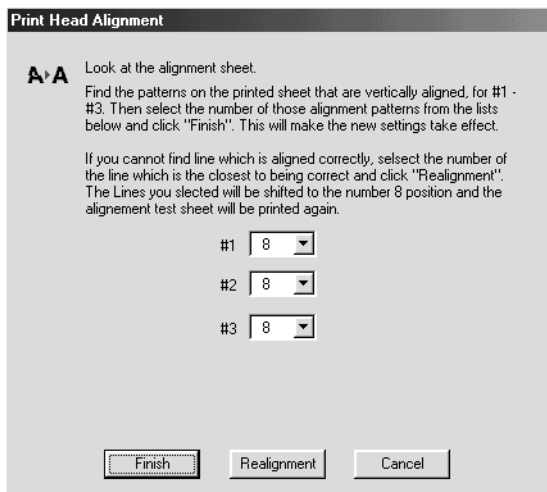 Print Head Alignment
A A Look at the alignment sheet.
Find the patterns on the printed sheet that are vertically aligned, for #1 -
#3. Then select the number of those alignment patterns from the lists
below and click "Finish". This will make the new settings take effect.
If you cannot find line which is aligned correctly, selsect the number of
the line which is the closest to being correct and click "Realignment".
The Lines you slected will be shifted to the number 8 position and the
alignement test sheet will be printed again.
#1 8
#2 8
#3 8
Finish Realignment Cancel